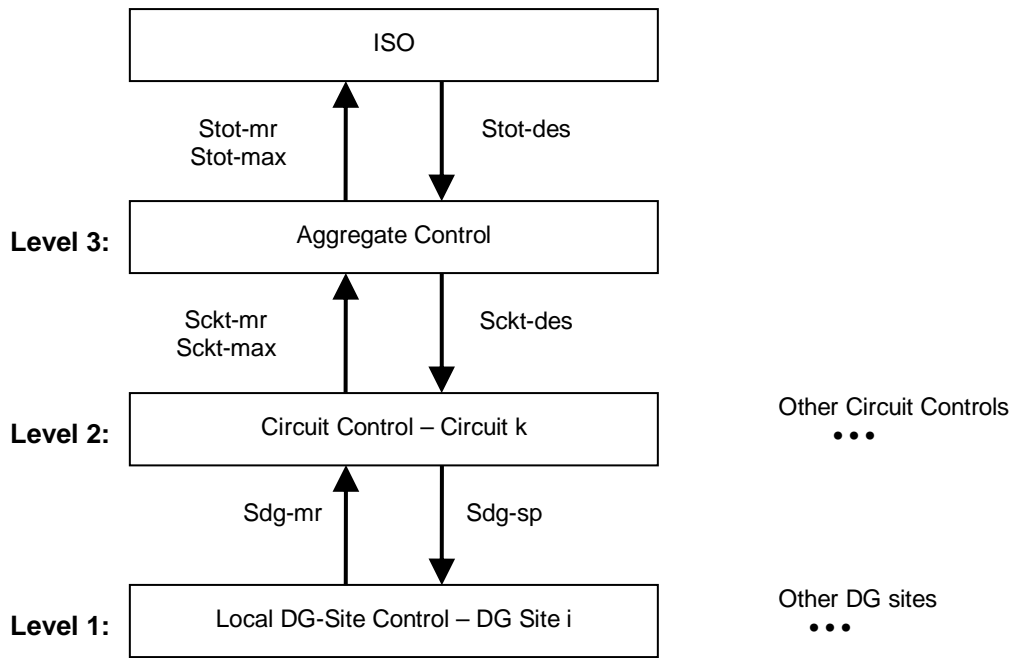 ISO
Stot-mr
Stot-max
Stot-des
Level 3:
Aggregate Control
Sckt-mr
Sckt-max
Sckt-des
Level 2:
Circuit Control – Circuit k
Other Circuit Controls
•••
Sdg-mr
Sdg-sp
Level 1:
Local DG-Site Control – DG Site i
Other DG sites
•••